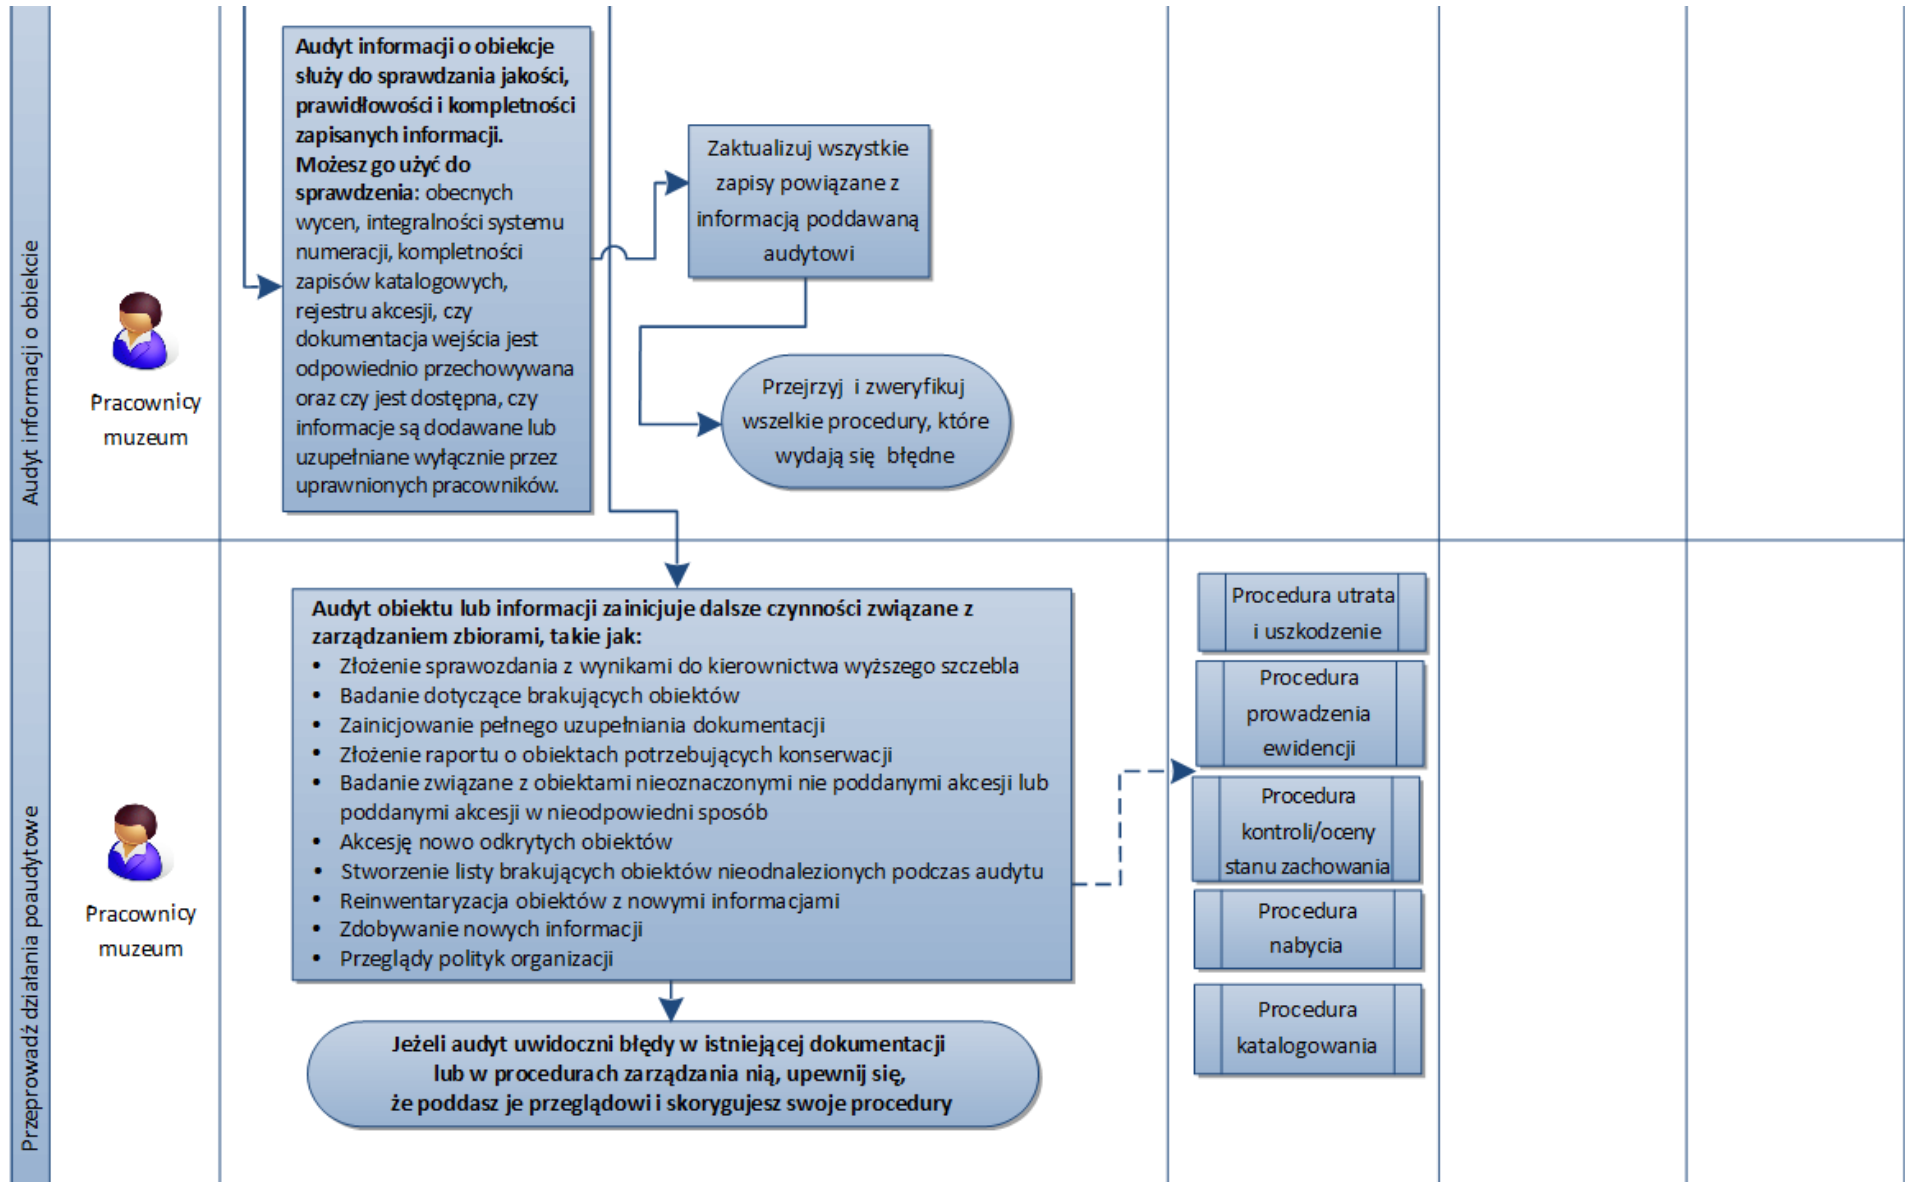 Audyt informacji o obiekcie
Pracownicy
muzeum
Audyt informacji o obiekcje
służy do sprawdzania jakości,
prawidłowości i kompletności
zapisanych informacji.
Możesz go użyć do
sprawdzenia: obecnych
wycen, integralności systemu
numeracji, kompletności
zapisów katalogowych,
rejestru akcesji, czy
dokumentacja wejścia jest
odpowiednio przechowywana
oraz czy jest dostępna, czy
informacje są dodawane lub
uzupełniane wyłącznie przez
uprawnionych pracowników.
Zaktualizuj wszystkie
zapisy powiązane z
informacją poddawaną
audytowi
Przejrzyj i zweryfikuj
wszelkie procedury, które
wydają się błędne
Przeprowadź działania poaudytowe
Pracownicy
muzeum
Audyt obiektu lub informacji zainicjuje dalsze czynności związane z
zarządzaniem zbiorami, takie jak:
• Złożenie sprawozdania z wynikami do kierownictwa wyższego szczebla
• Badanie dotyczące brakujących obiektów
• Zainicjowanie pełnego uzupełniania dokumentacji
• Złożenie raportu o obiektach potrzebujących konserwacji
• Badanie związane z obiektami nieoznaczonymi nie poddanymi akcesji lub
poddanymi akcesji w nieodpowiedni sposób
• Akcesję nowo odkrytych obiektów
• Stworzenie listy brakujących obiektów nieodnalezionych podczas audytu
• Reinwentaryzacja obiektów z nowymi informacjami
• Zdobywanie nowych informacji
• Przeglądy polityk organizacji
Jeżeli audyt uwidoczni błędy w istniejącej dokumentacji
lub w procedurach zarządzania nią, upewnij się,
że poddasz je przeglądowi i skorygujesz swoje procedury
Procedura utrata
i uszkodzenie
Procedura
prowadzenia
ewidencji
Procedura
kontroli/oceny
stanu zachowania
Procedura
nabycia
Procedura
katalogowania